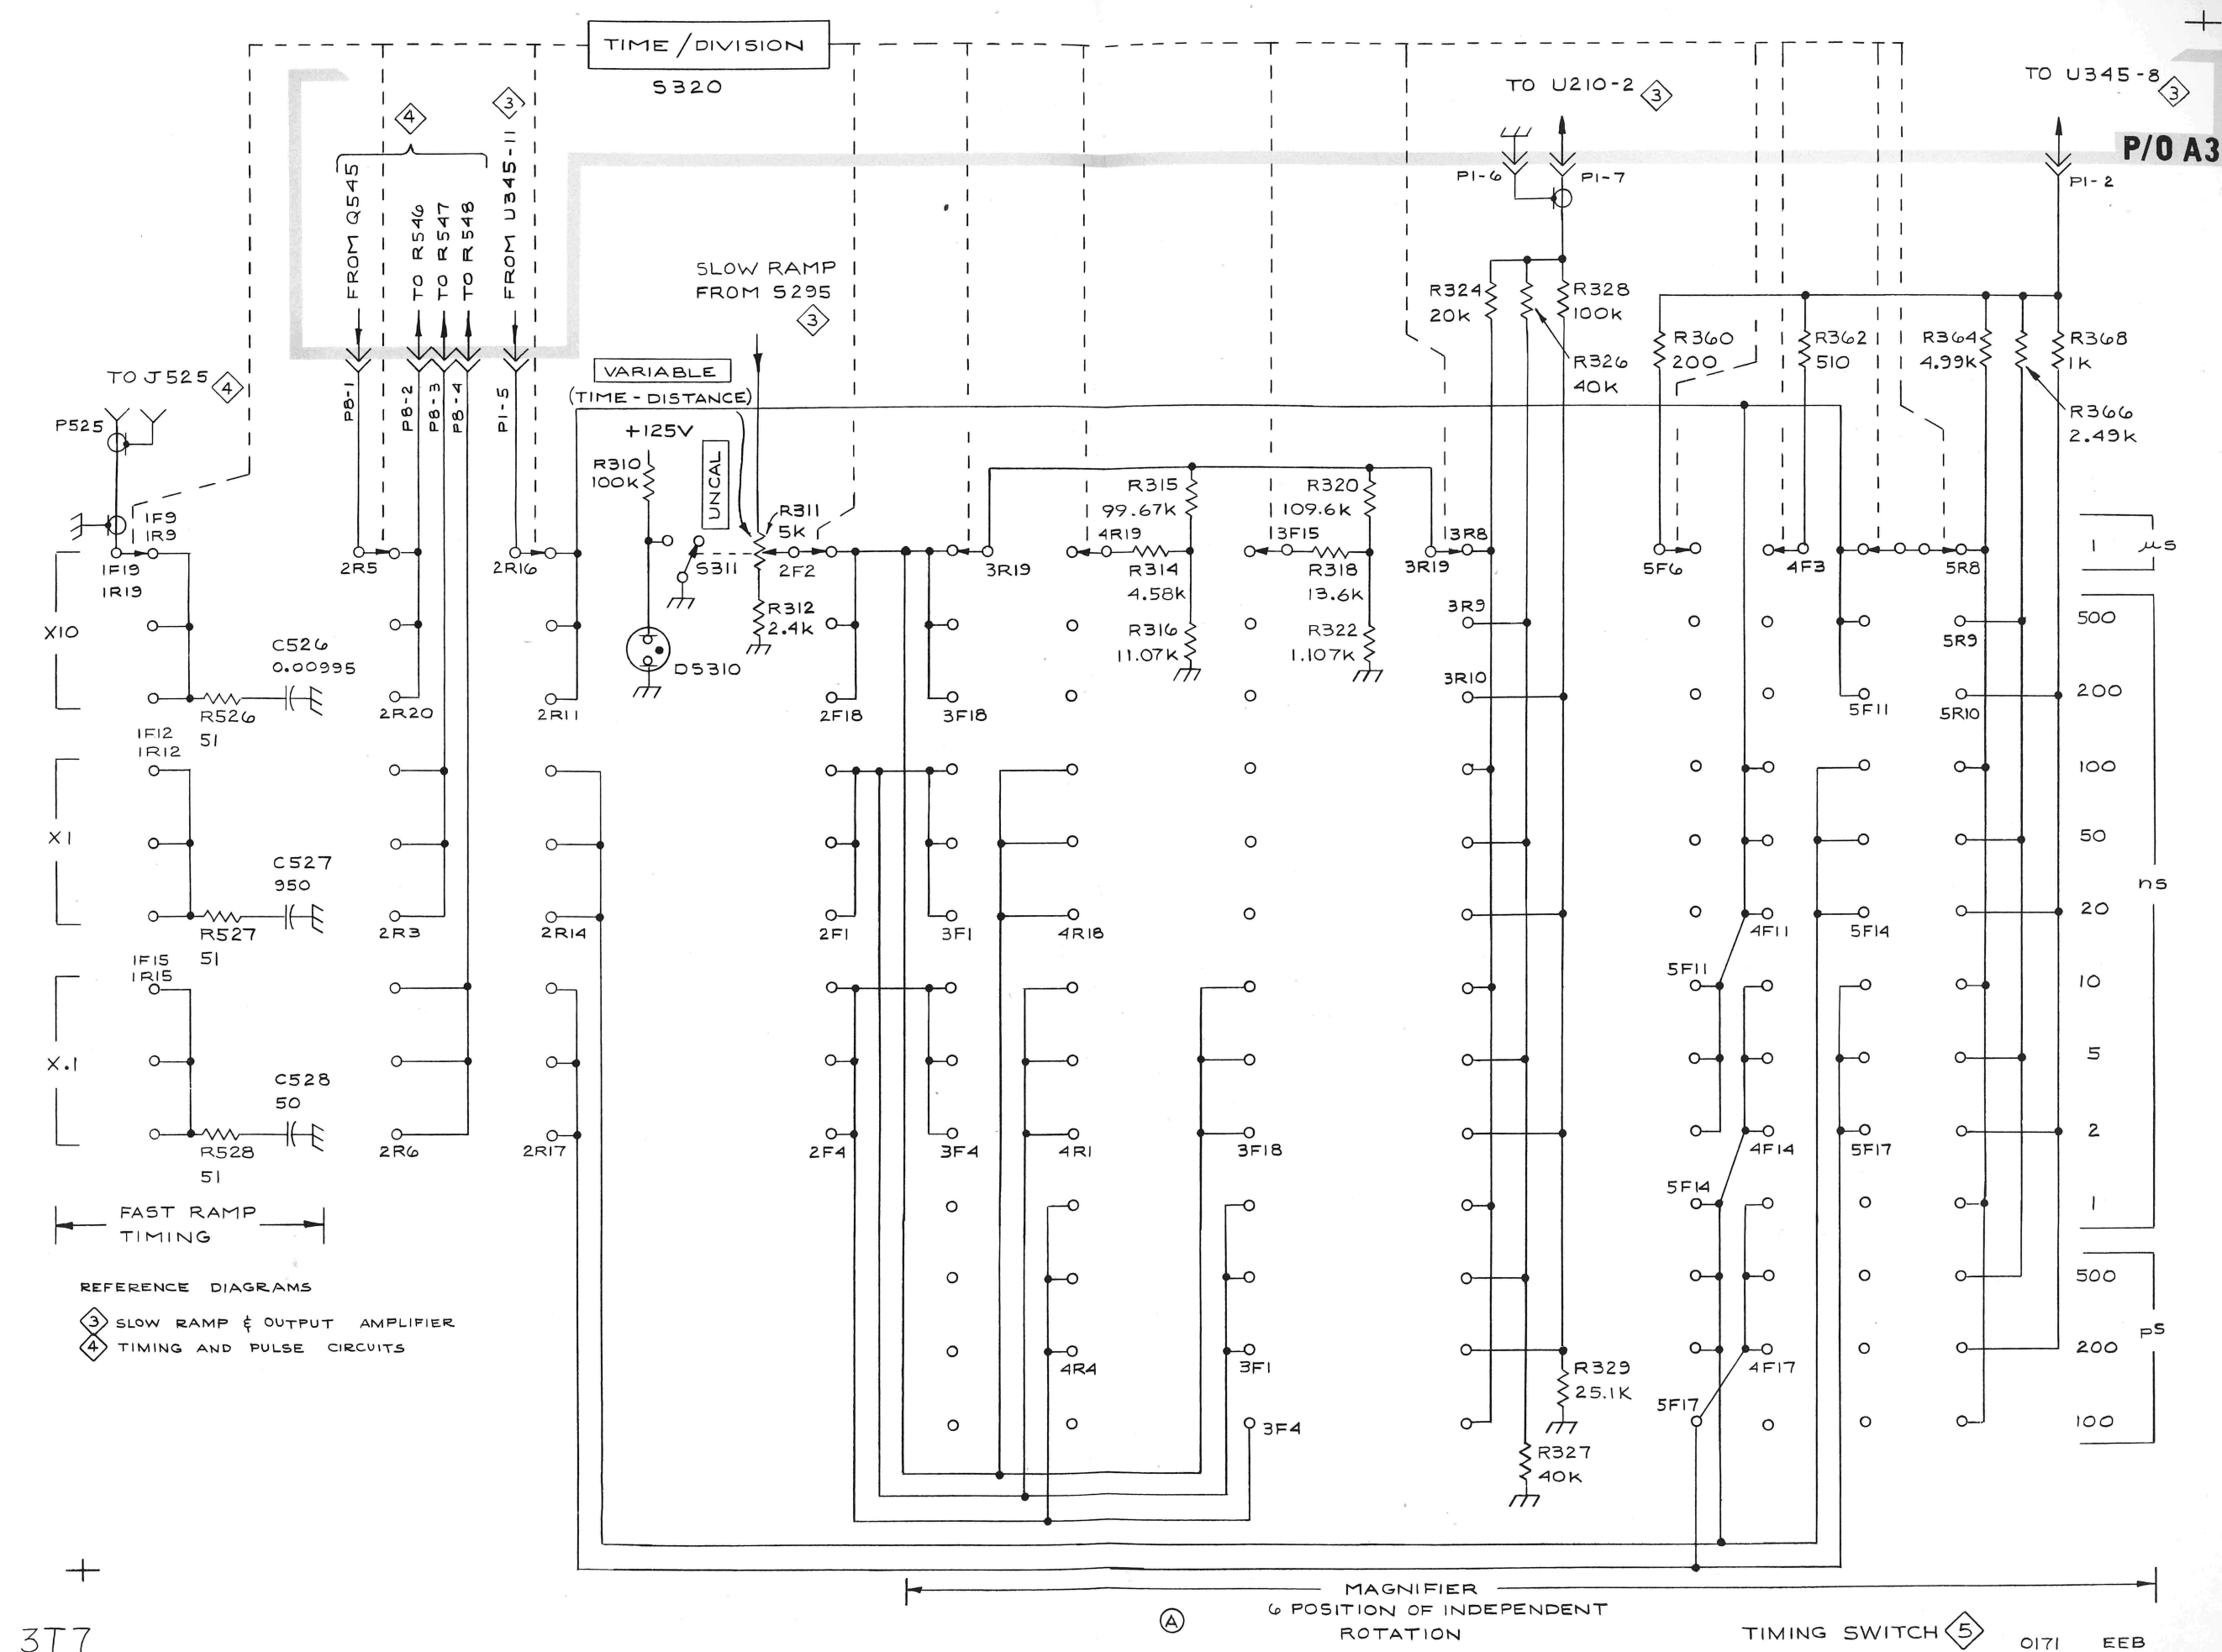 TIME / DIVISION
S320
TO U210-2 3
TO U345-8 3
P/O A3
4
3
FROM Q545
TO R546
TO R547
TO R548
FROM U345-11
P1-6
P1-7
P1-2
SLOW RAMP
FROM S295
3
R324
20K
R328
100K
R326
40K
R360
200
R362
510
R364
4.99K
R368
1K
R366
2.49K
TO J525 4
P525
P8-1
P8-2
P8-3
P8-4
P1-5
VARIABLE
(TIME-DISTANCE)
+125V
R310
100K
UNCAL
R311
5K
S311
2F2
R312
2.4K
DS310
R315
99.67K
4R19
R314
4.58K
R316
11.07K
R320
109.6K
3F15
R318
13.6K
R322
1.107K
1F9
1R9
1F19
1R19
2R5
2R16
3R19
3R19
3R8
3R9
3R10
5F6
4F3
5R8
5R9
5R10
5F11
1 µs
500
200
100
50
20
10
5
2
1
ns
500
200
100
ps
X10
C526
0.00995
R526
51
2R20
2R11
2F18
3F18
1F12
1R12
X1
C527
950
R527
51
2R3
2R14
2F1
3F1
4R18
4F11
5F14
1F15
1R15
5F11
X.1
C528
50
R528
51
2R6
2R17
2F4
3F4
4R1
3F18
4F14
5F17
5F14
FAST RAMP
TIMING
4R4
3F1
R329
25.1K
4F17
5F17
3F4
R327
40K
REFERENCE DIAGRAMS
3 SLOW RAMP & OUTPUT AMPLIFIER
4 TIMING AND PULSE CIRCUITS
MAGNIFIER
6 POSITION OF INDEPENDENT
ROTATION
A
3T7
TIMING SWITCH 5
0171 EEB